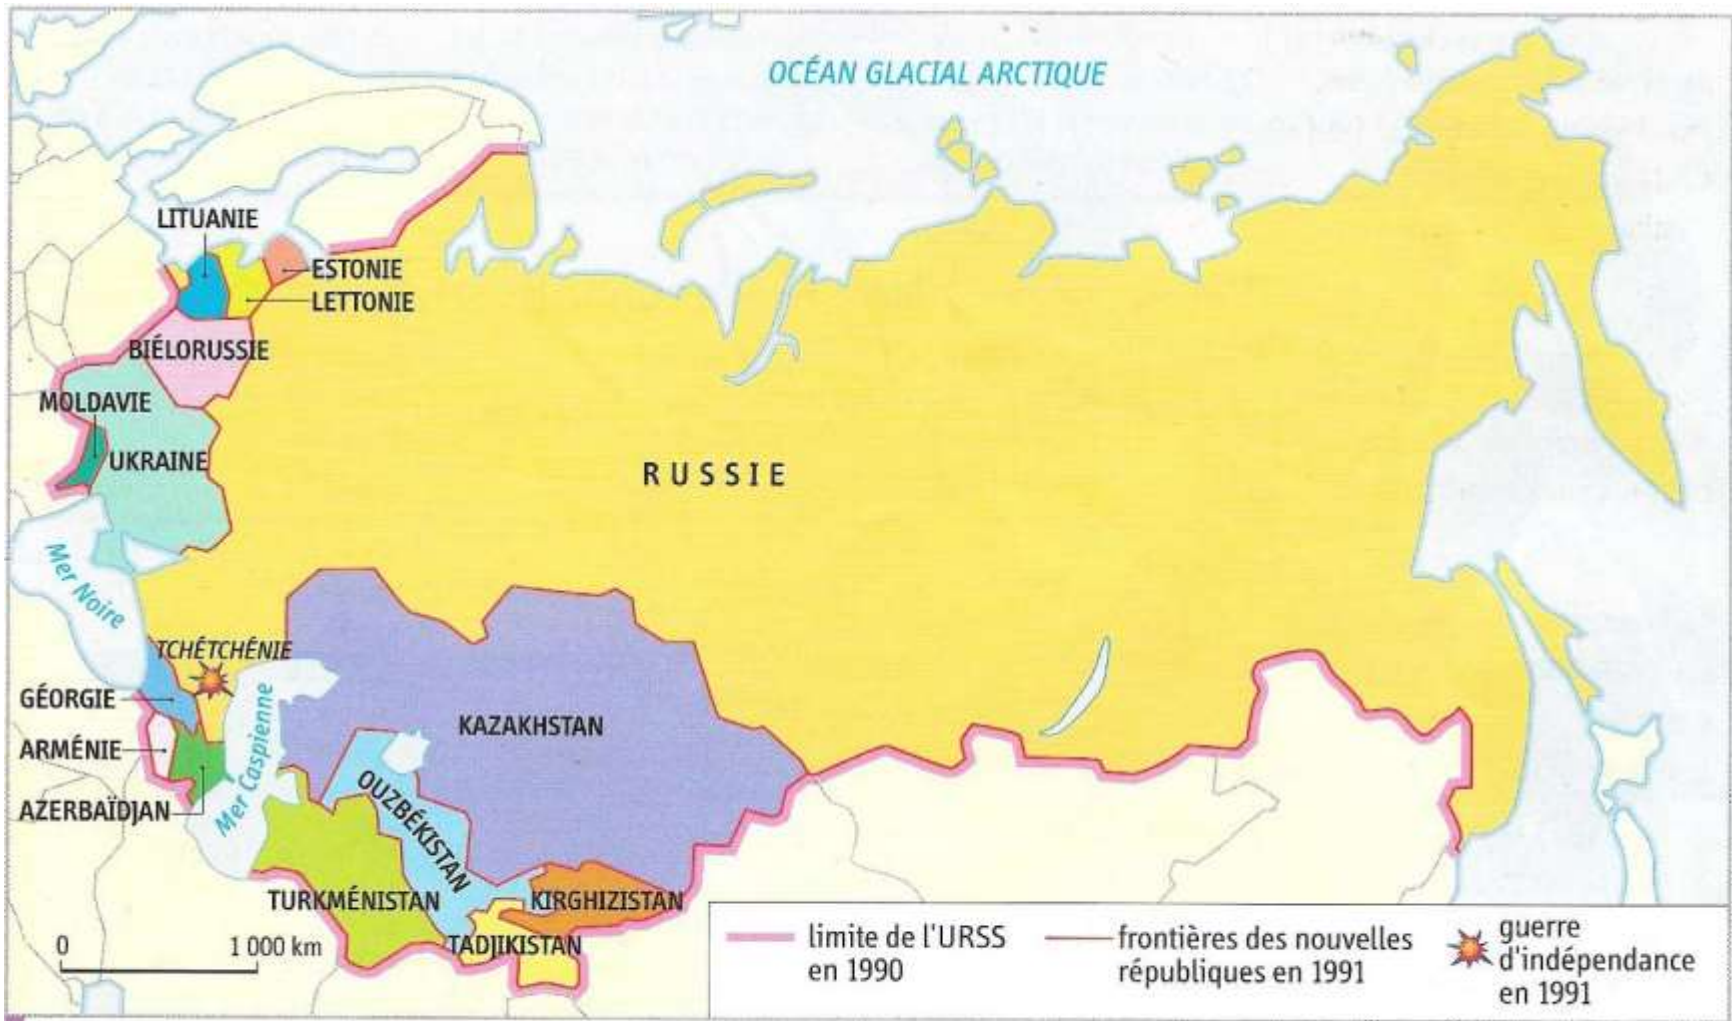 OCÉAN GLACIAL ARCTIQUE
LITUANIE
ESTONIE
LETTONIE
BIÉLORUSSIE
MOLDAVIE
UKRAINE
RUSSIE
Mer Noire
TCHÉTCHÉNIE
GÉORGIE
ARMÉNIE
AZERBAÏDJAN
Mer Caspienne
KAZAKHSTAN
OUZBÉKISTAN
TURKMÉNISTAN
KIRGHIZISTAN
TADJIKISTAN
0 1 000 km
limite de l'URSS
en 1990
frontières des nouvelles
républiques en 1991
guerre
d'indépendance
en 1991